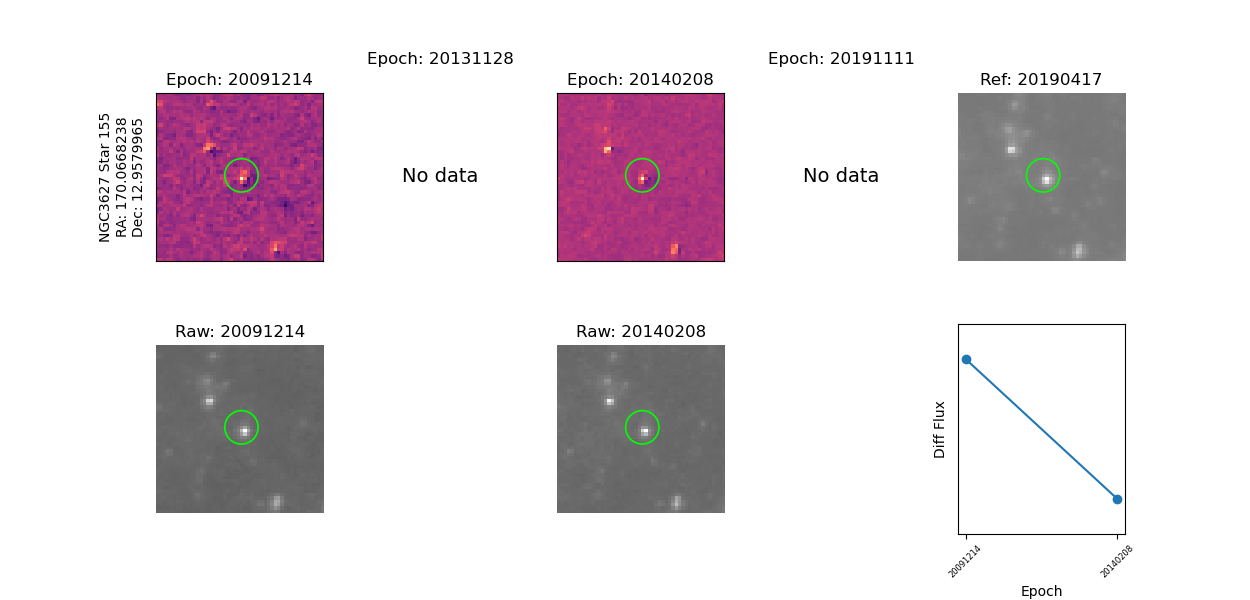 Epoch: 20131128
Epoch: 20191111
Epoch: 20091214
Epoch: 20140208
Ref: 20190417
NGC3627 Star 155
RA: 170.0668238
Dec: 12.9579965
No data
No data
Raw: 20091214
Raw: 20140208
Diff Flux
20091214
20140208
Epoch